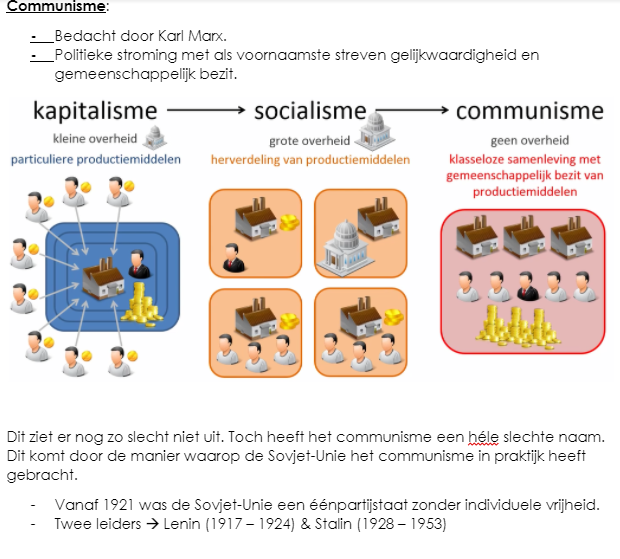 Communisme:
- Bedacht door Karl Marx.
- Politieke stroming met als voornaamste streven gelijkwaardigheid en
gemeenschappelijk bezit.
kapitalisme → socialisme → communisme
kleine overheid
particuliere productiemiddelen
grote overheid
herverdeling van productiemiddelen
geen overheid
klasseloze samenleving met
gemeenschappelijk bezit van
productiemiddelen
Dit ziet er nog zo slecht niet uit. Toch heeft het communisme een héle slechte naam.
Dit komt door de manier waarop de Sovjet-Unie het communisme in praktijk heeft
gebracht.
- Vanaf 1921 was de Sovjet-Unie een éénpartijstaat zonder individuele vrijheid.
- Twee leiders → Lenin (1917 – 1924) & Stalin (1928 – 1953)